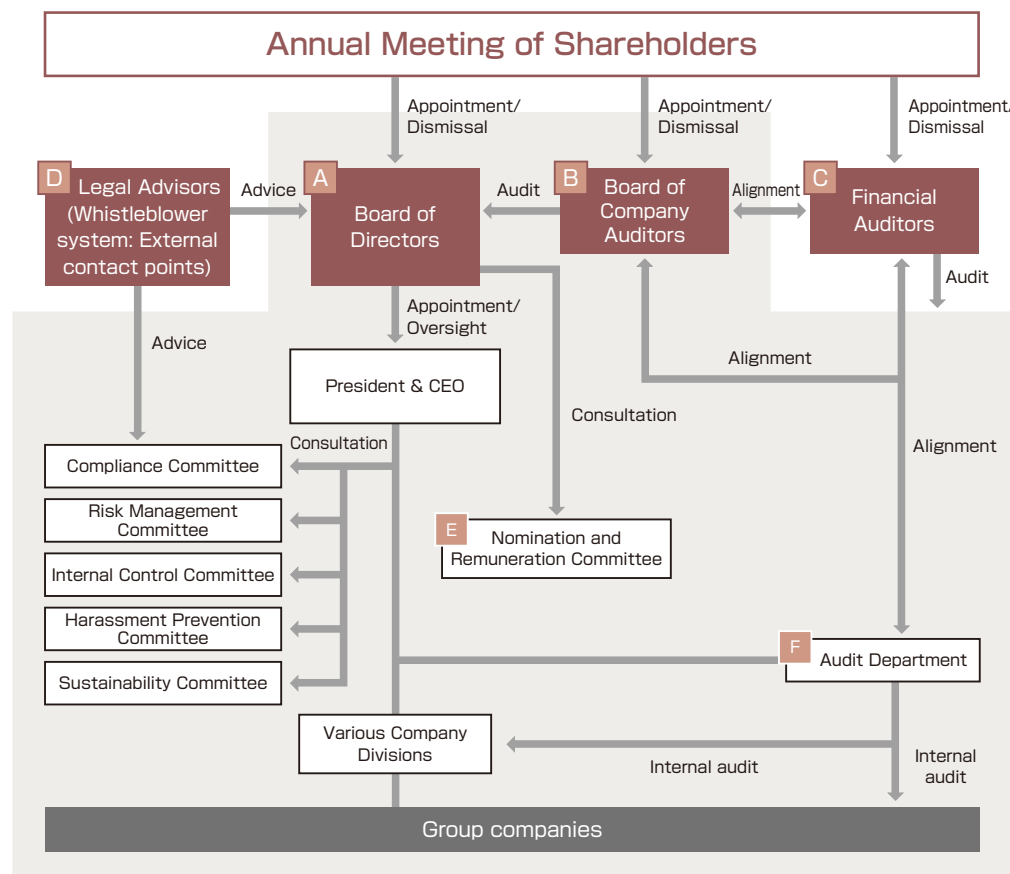 Annual Meeting of Shareholders
Appointment/
Dismissal
Appointment/
Dismissal
Appointment/
Dismissal
D
Legal Advisors
(Whistleblower
system: External
contact points)
Advice
A
Board of
Directors
Audit
B
Board of
Company
Auditors
Alignment
C
Financial
Auditors
Audit
Advice
Appointment/
Oversight
Alignment
President & CEO
Consultation
Consultation
Alignment
Compliance Committee
Risk Management
Committee
Internal Control Committee
Harassment Prevention
Committee
Sustainability Committee
E
Nomination and
Remuneration Committee
F
Audit Department
Various Company
Divisions
Internal audit
Internal
audit
Group companies